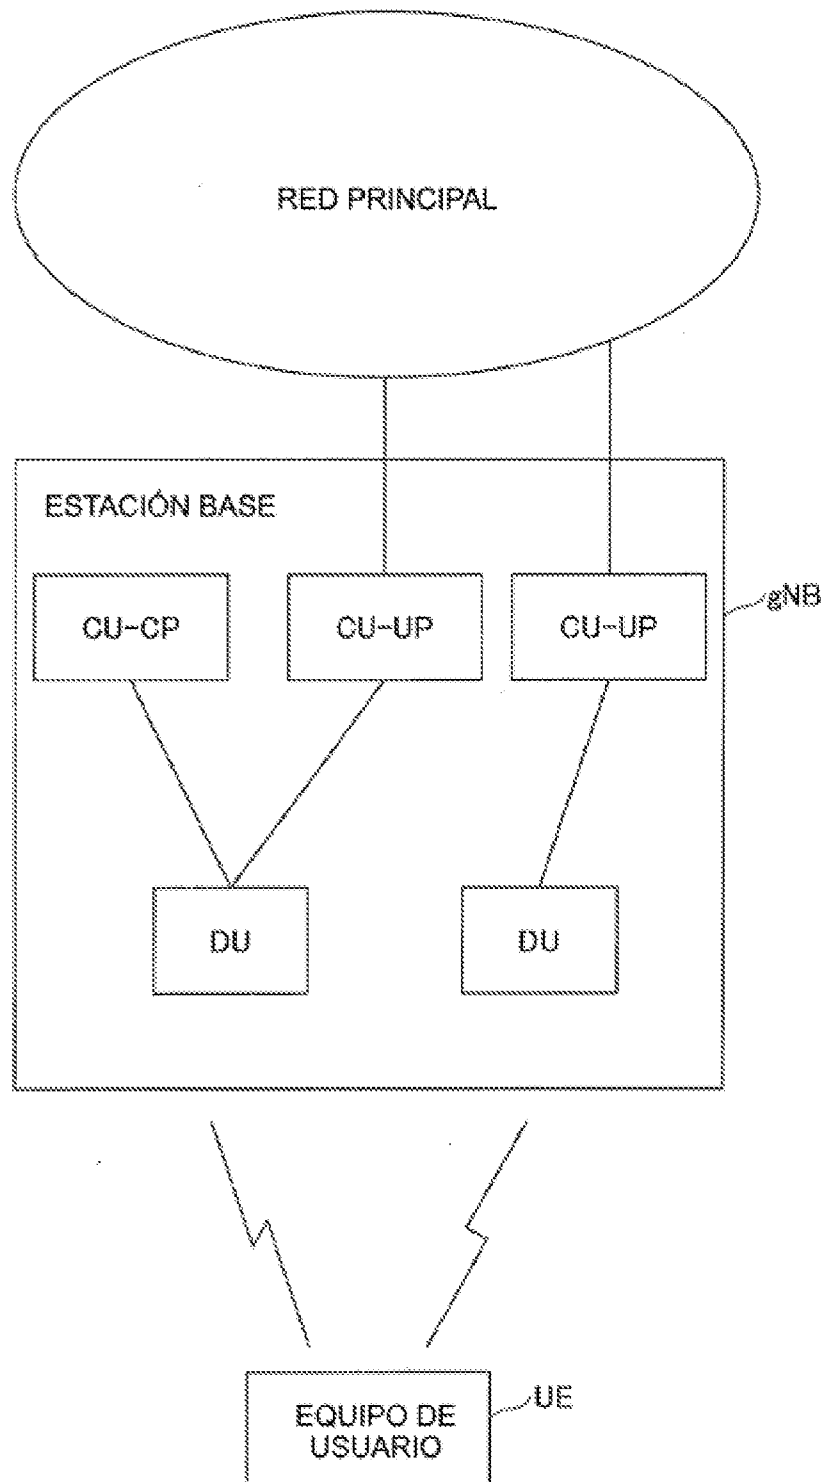 RED PRINCIPAL
ESTACIÓN BASE
CU-CP
CU-UP
CU-UP
gNB
DU
DU
EQUIPO DE
USUARIO
UE